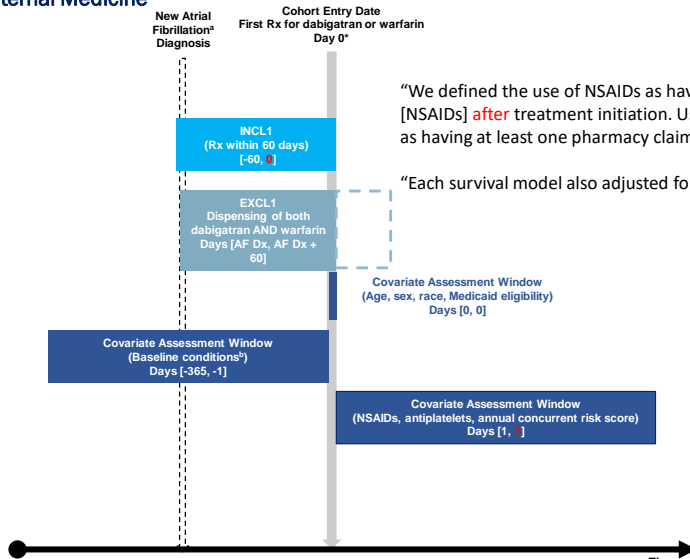 ternal Medicine
New Atrial
Fibrillationᵃ
Diagnosis
Cohort Entry Date
First Rx for dabigatran or warfarin
Day 0*
"We defined the use of NSAIDs as hav
[NSAIDs] after treatment initiation. Us
as having at least one pharmacy claim
"Each survival model also adjusted fo
INCL1
(Rx within 60 days)
[-60, 0]
EXCL1
Dispensing of both
dabigatran AND warfarin
Days [AF Dx, AF Dx +
60]
Covariate Assessment Window
(Age, sex, race, Medicaid eligibility)
Days [0, 0]
Covariate Assessment Window
(Baseline conditionsᵇ)
Days [-365, -1]
Covariate Assessment Window
(NSAIDs, antiplatelets, annual concurrent risk score)
Days [1, ]